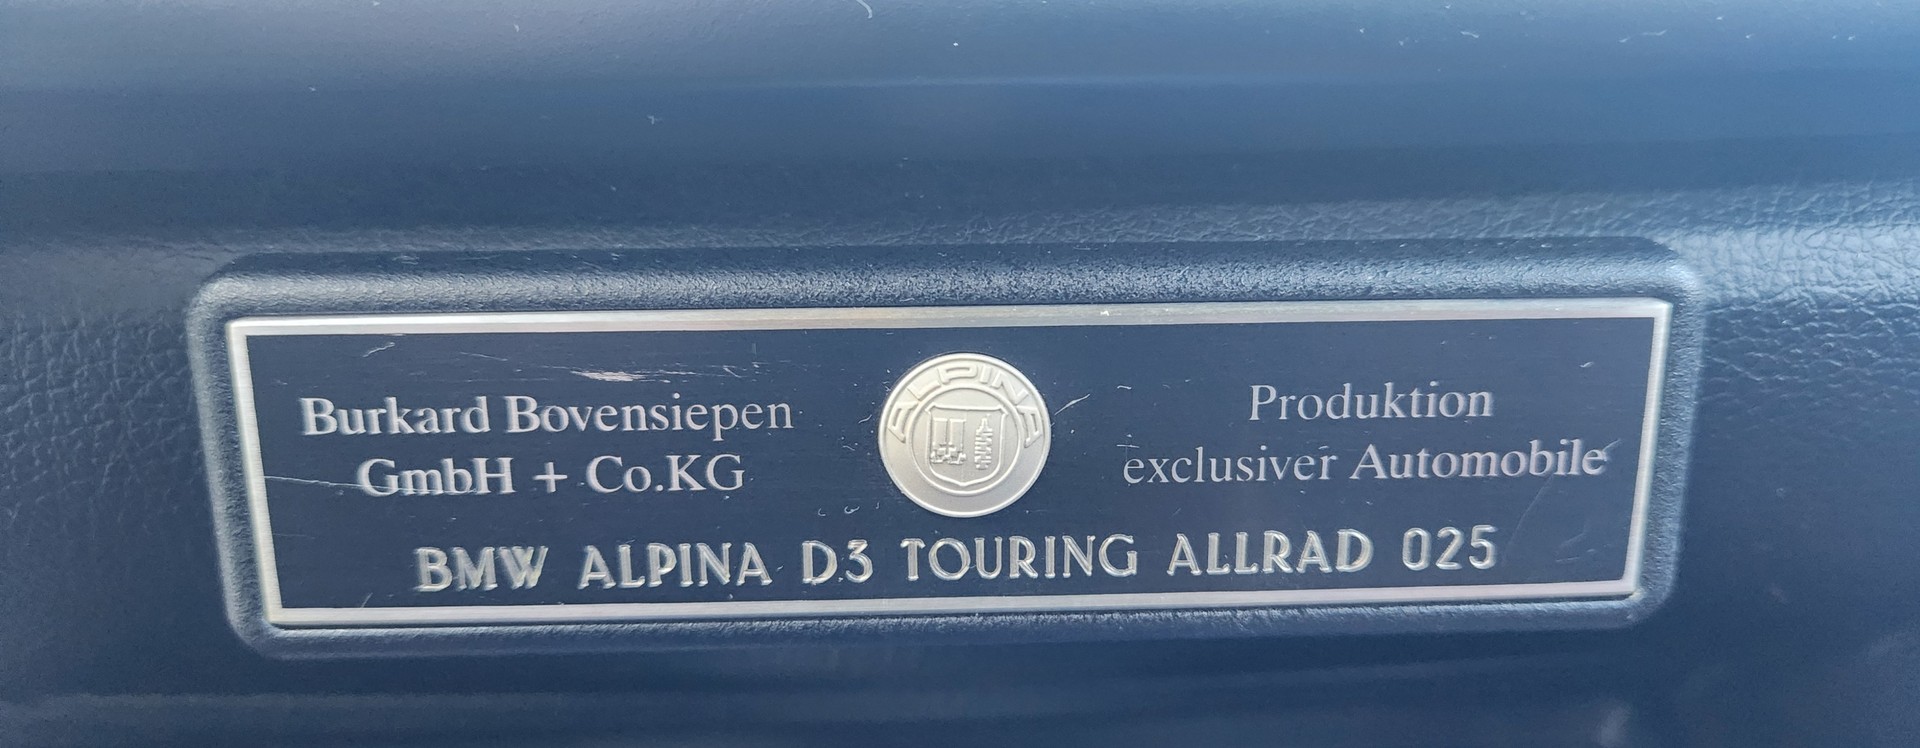 Burkard Bovensiepen
GmbH + Co.KG
ALPINA
Produktion
exclusiver Automobile
BMW ALPINA D3 TOURING ALLRAD 025